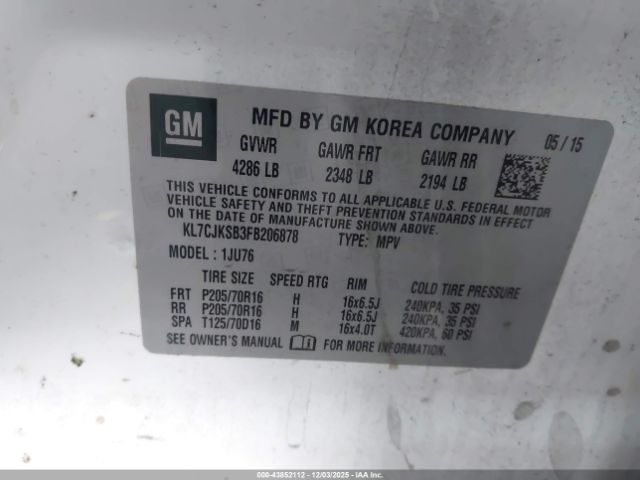 GM
MFD BY GM KOREA COMPANY 05 / 15
GVWR GAWR FRT GAWR RR
4286 LB 2348 LB 2194 LB
THIS VEHICLE CONFORMS TO ALL APPLICABLE U.S. FEDERAL MOTOR
VEHICLE SAFETY AND THEFT PREVENTION STANDARDS IN EFFECT
ON THE DATE OF MANUFACTURE SHOWN ABOVE.
KL7CJKSB3FB206878 TYPE: MPV
MODEL : 1JU76
TIRE SIZE SPEED RTG RIM COLD TIRE PRESSURE
FRT P205/70R16 H 16x6.5J 240KPA, 35 PSI
RR P205/70R16 H 16x6.5J 240KPA, 35 PSI
SPA T125/70D16 M 16x4.0T 420KPA, 60 PSI
SEE OWNER'S MANUAL FOR MORE INFORMATION.
000-43852112 - 12/03/2025 - IAAI.com